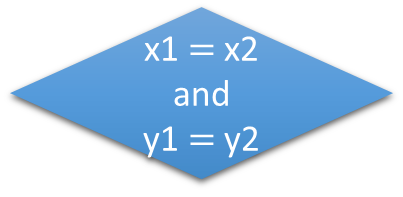 x1 = x2
and
y1 = y2